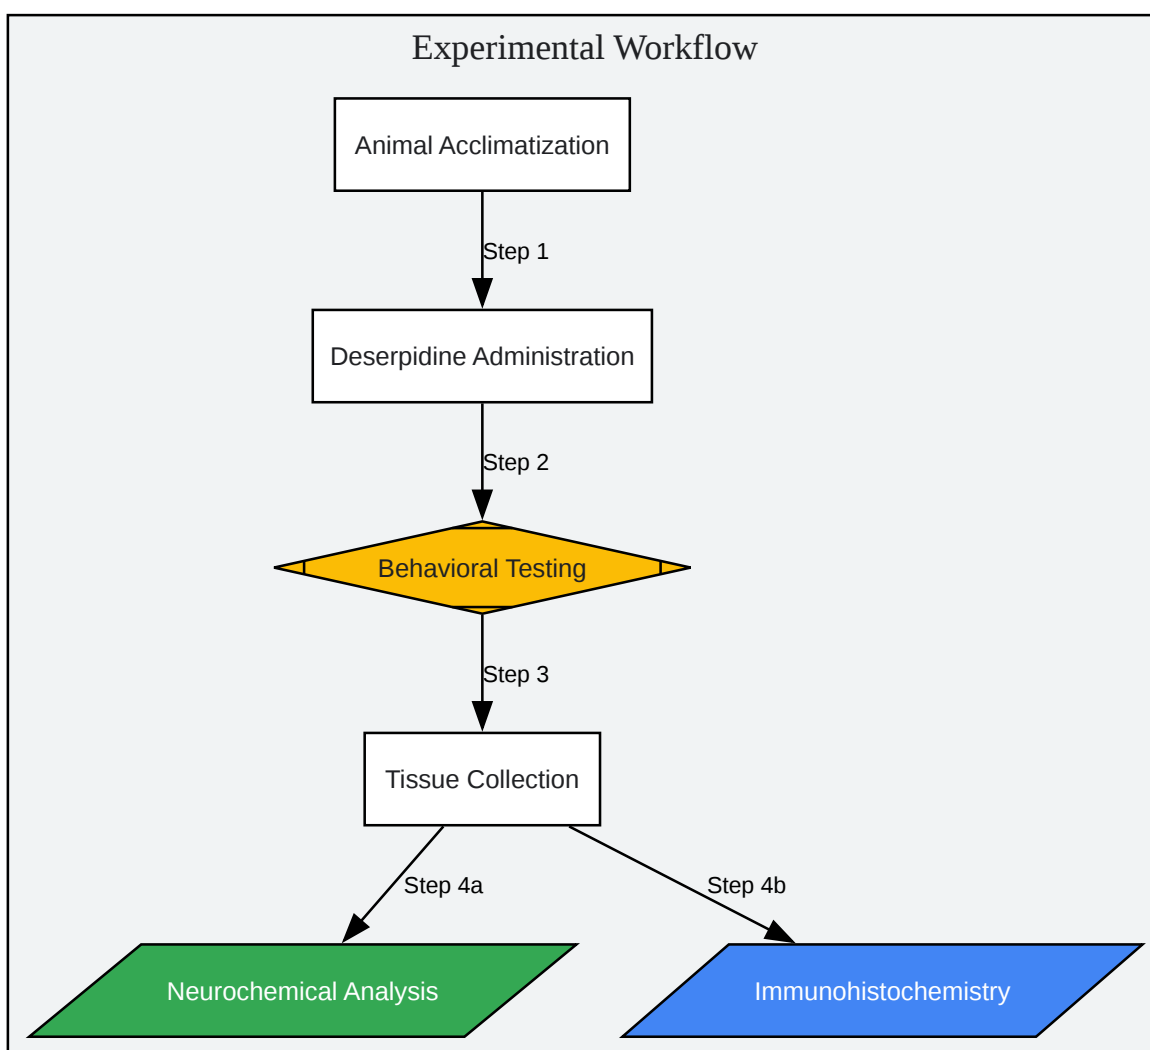 Experimental Workflow
Animal Acclimatization
Step 1
Deserpidine Administration
Step 2
Behavioral Testing
Step 3
Tissue Collection
Step 4a
Step 4b
Neurochemical Analysis
Immunohistochemistry